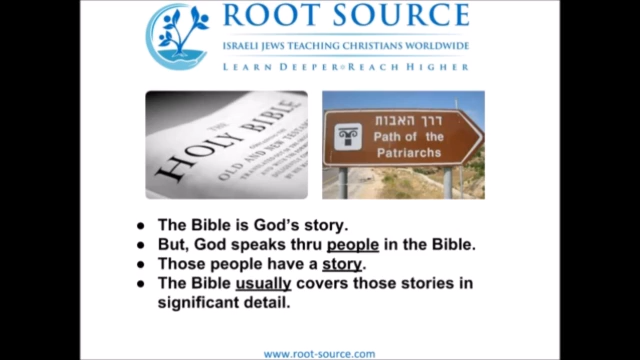 ROOT SOURCE
ISRAELI JEWS TEACHING CHRISTIANS WORLDWIDE
LEARN DEEPER REACH HIGHER
THE
HOLY BIBLE
OLD AND NEW TESTAMENTS
דרך האבות
Path of the
Patriarchs
● The Bible is God's story.
● But, God speaks thru people in the Bible.
● Those people have a story.
● The Bible usually covers those stories in
significant detail.
www.root-source.com